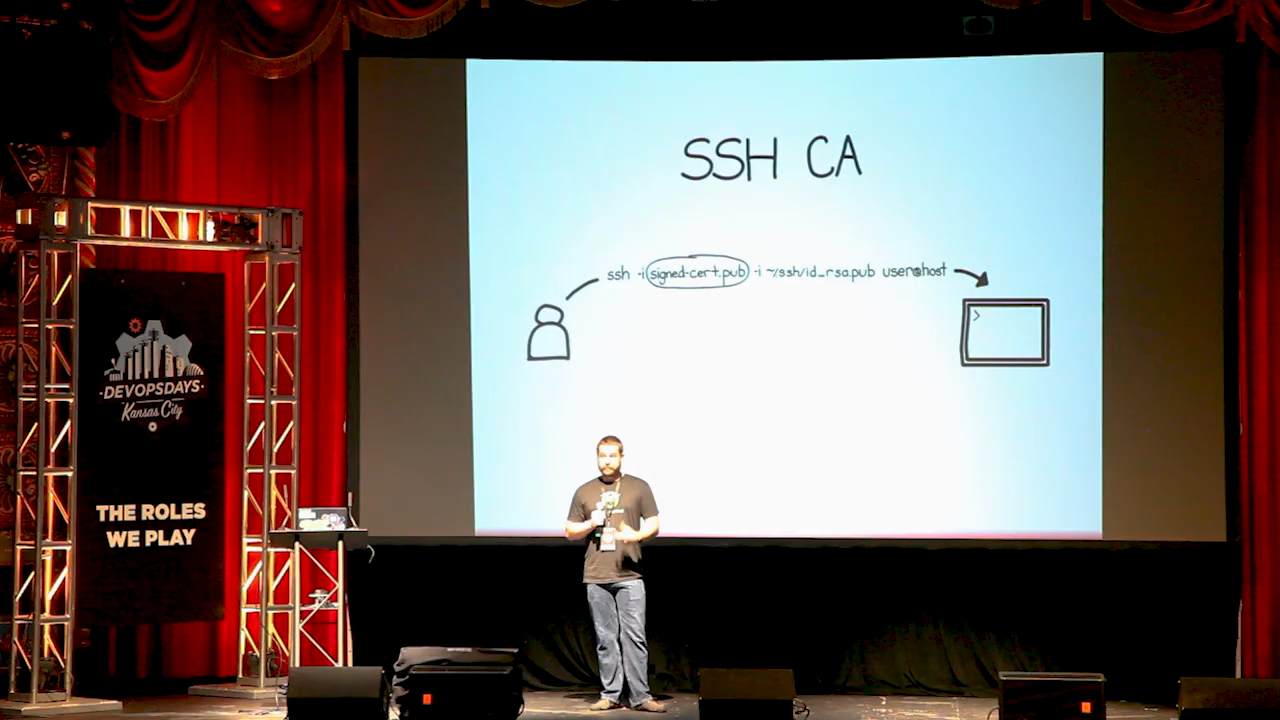 SSH CA
ssh -i signed-cert.pub -i ~/ssh/id_rsa.pub user@host
>
DEVOPSDAYS
Kansas City
THE ROLES
WE PLAY